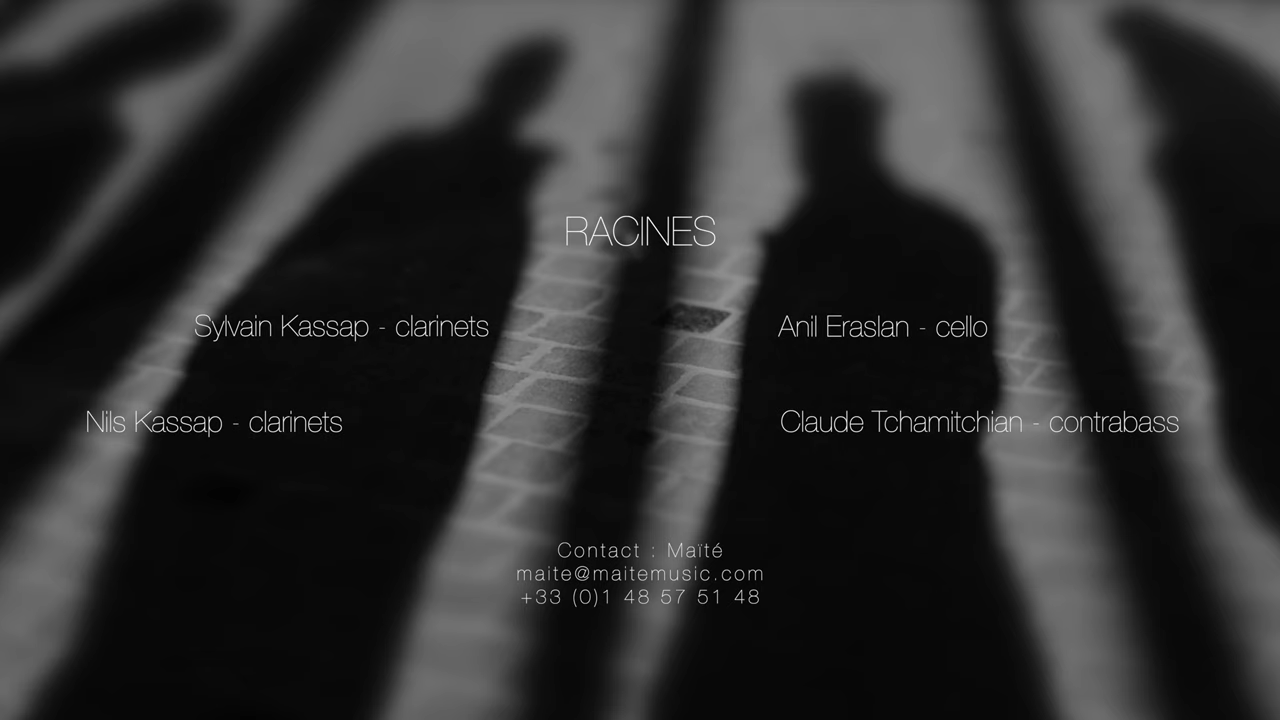 RACINES
Sylvain Kassap - clarinets
Anil Eraslan - cello
Nils Kassap - clarinets
Claude Tchamitchian - contrabass
Contact : Maïté
maite@maitemusic.com
+33 (0)1 48 57 51 48